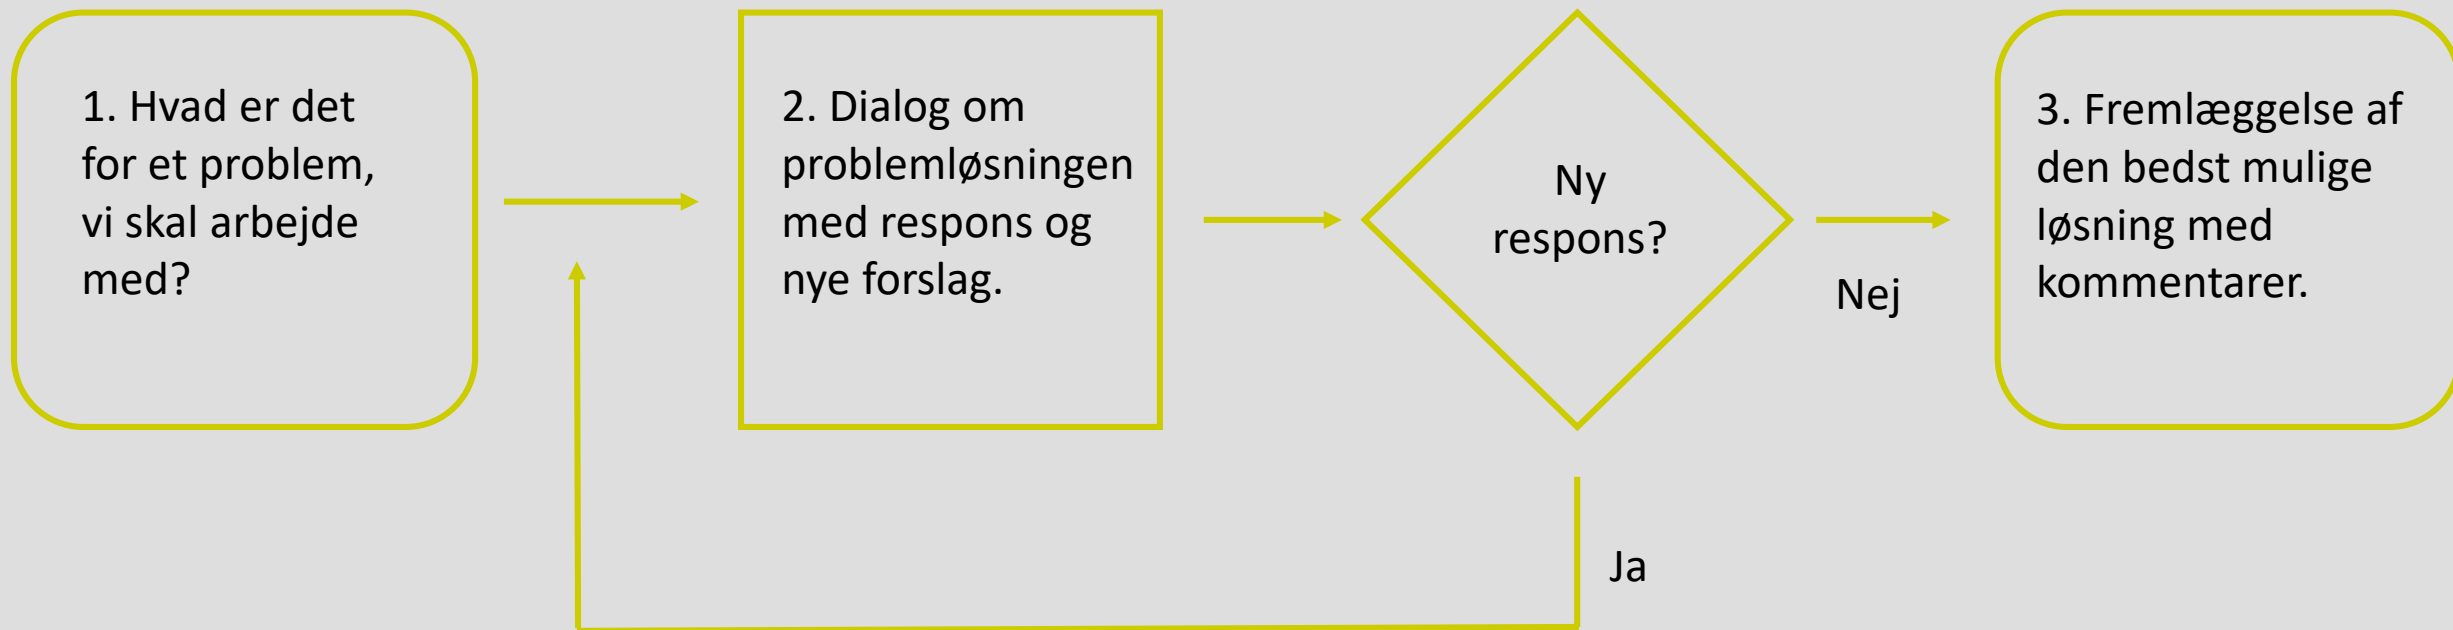 1. Hvad er det
for et problem,
vi skal arbejde
med?
2. Dialog om
problemløsningen
med respons og
nye forslag.
Ny
respons?
Nej
Ja
3. Fremlæggelse af
den bedst mulige
løsning med
kommentarer.